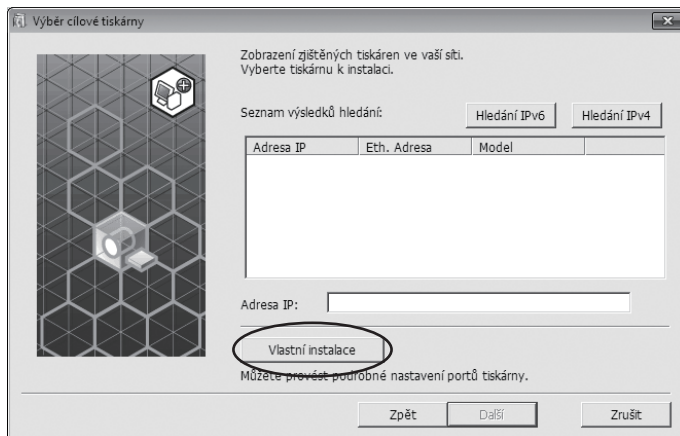 Výběr cílové tiskárny
Zobrazení zjištěných tiskáren ve vaší síti.
Vyberte tiskárnu k instalaci.
Seznam výsledků hledání:
Hledání IPv6
Hledání IPv4
Adresa IP
Eth. Adresa
Model
Adresa IP:
Vlastní instalace
Můžete provést podrobné nastavení portů tiskárny.
Zpět
Další
Zrušit